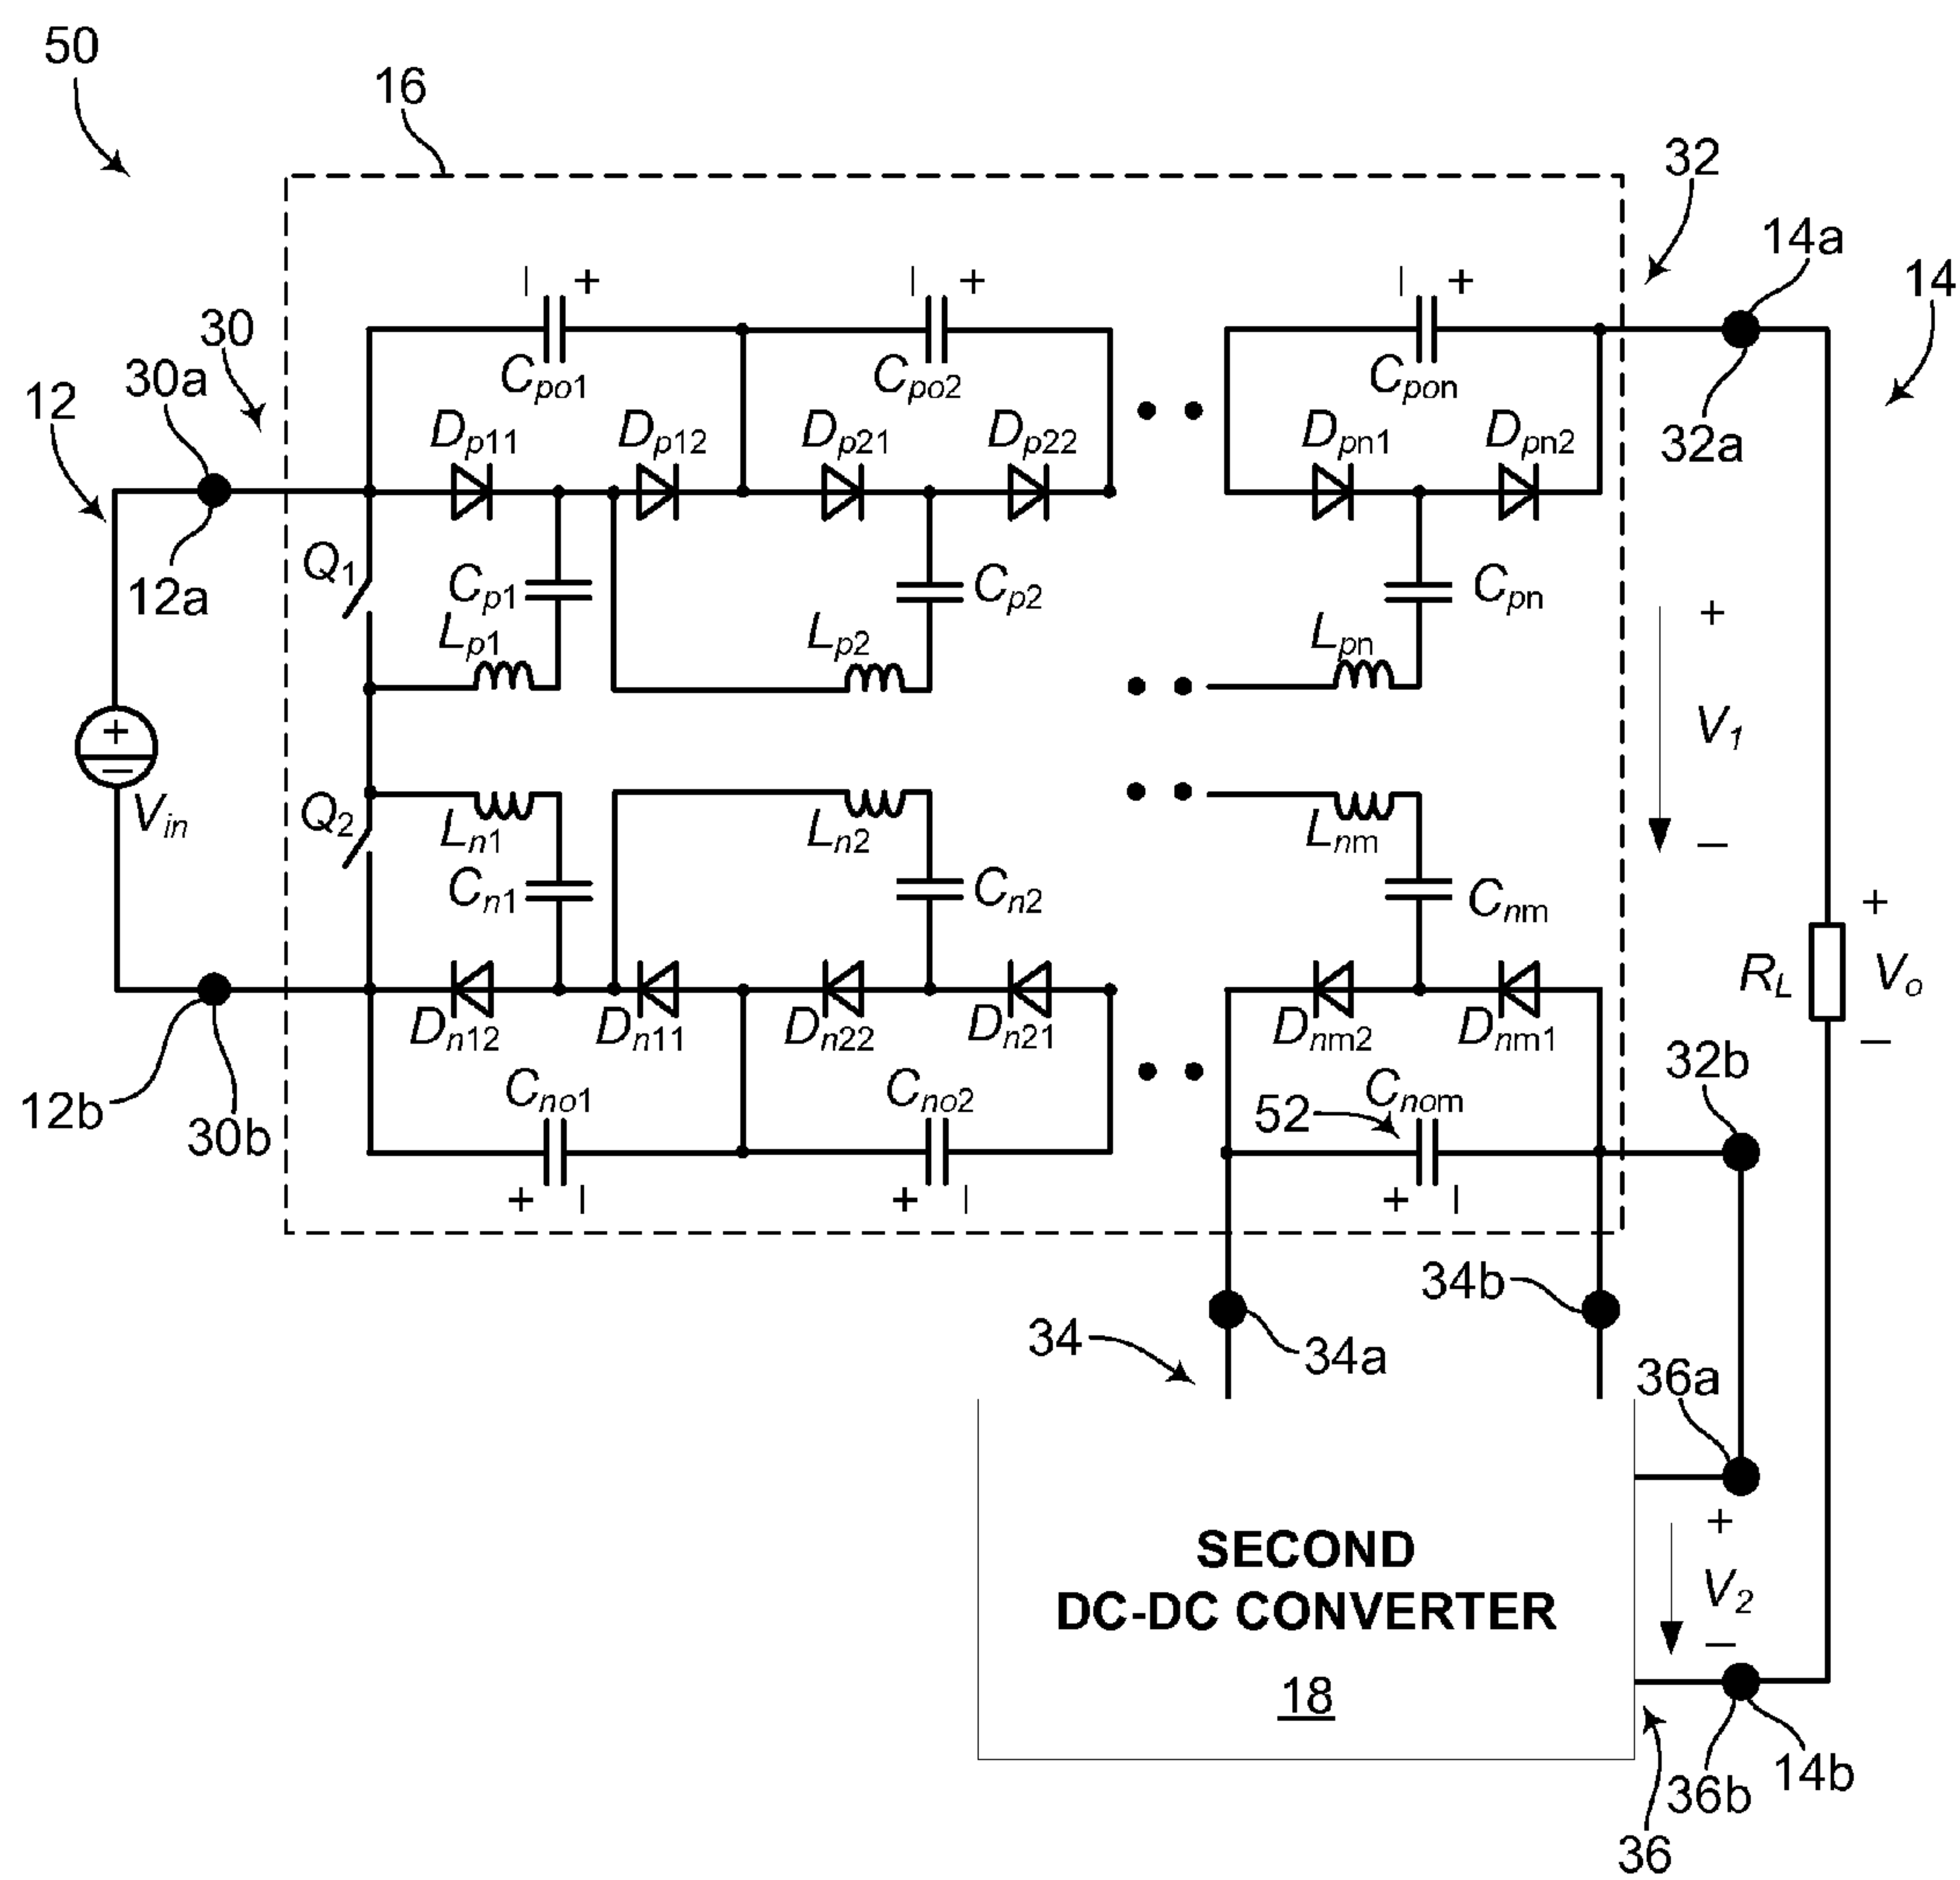 50
16
32
14a
14
30
30a
12
− + 
− +
− +
Cpo1
Cpo2
Cpon
32a
Dp11
Dp12
Dp21
Dp22
Dpn1
Dpn2
12a
Q1
Cp1
Cp2
Cpn
Lp1
Lp2
Lpn
+
V1
−
+
−
Vin
Q2
Ln1
Ln2
Lnm
Cn1
Cn2
Cnm
+
RL
Vo
−
Dn12
Dn11
Dn22
Dn21
Dnm2
Dnm1
32b
12b
30b
Cno1
Cno2
52
Cnom
+ −
+ −
+ −
34b
34
34a
36a
+
V2
−
SECOND
DC-DC CONVERTER
18
36b
14b
36